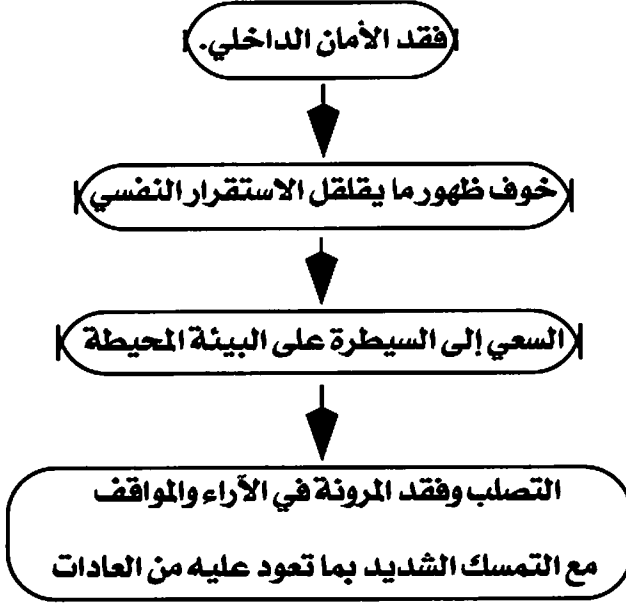 فقد الأمان الداخلي.
خوف ظهور ما يقلقل الاستقرار النفسي
السعي إلى السيطرة على البيئة المحيطة
التصلب وفقد المرونة في الآراء والمواقف
مع التمسك الشديد بما تعود عليه من العادات